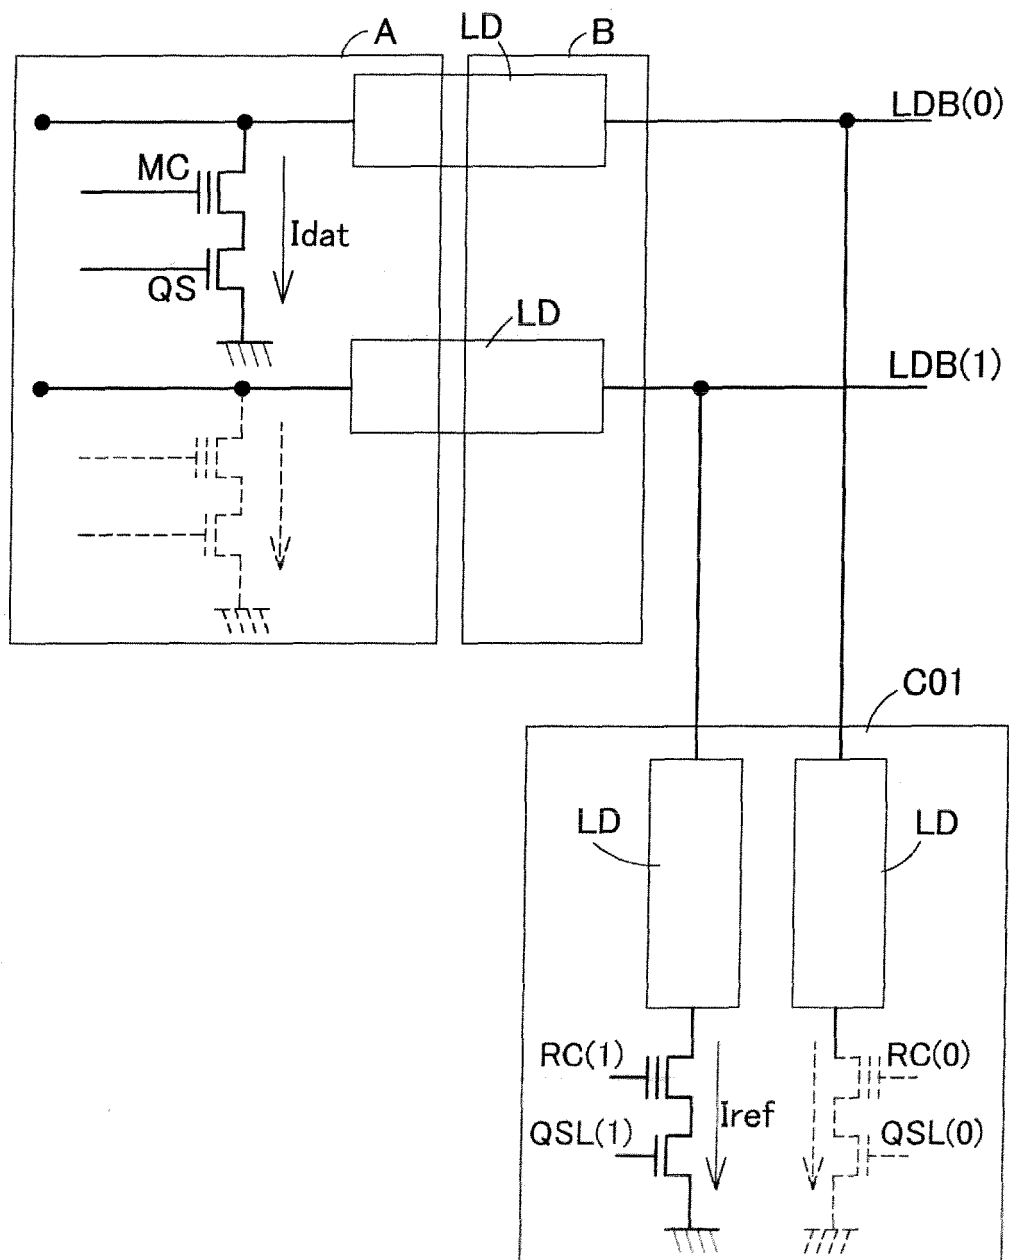 A
LD
B
LDB(0)
MC
Idat
QS
LD
LDB(1)
C01
LD
LD
RC(1)
RC(0)
Iref
QSL(1)
QSL(0)